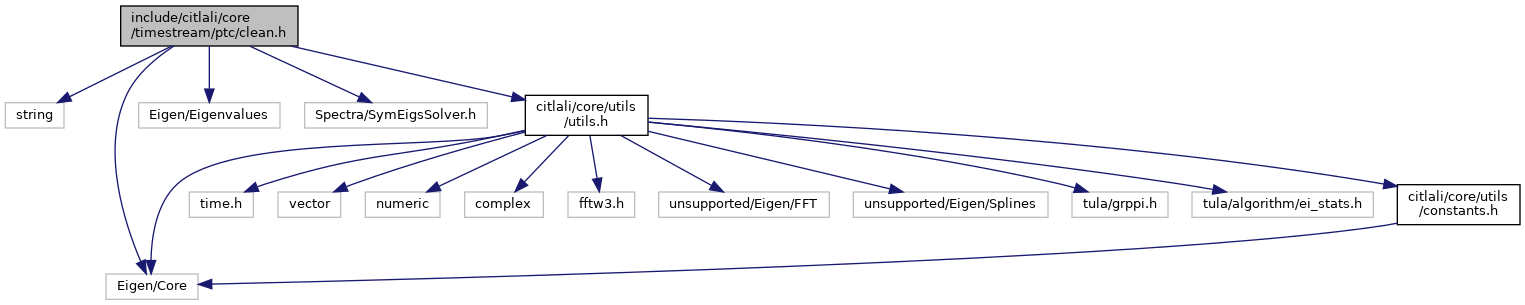 include/citlali/core
/timestream/ptc/clean.h
string
Eigen/Eigenvalues
Spectra/SymEigsSolver.h
citlali/core/utils
/utils.h
time.h
vector
numeric
complex
fftw3.h
unsupported/Eigen/FFT
unsupported/Eigen/Splines
tula/grppi.h
tula/algorithm/ei_stats.h
citlali/core/utils
/constants.h
Eigen/Core